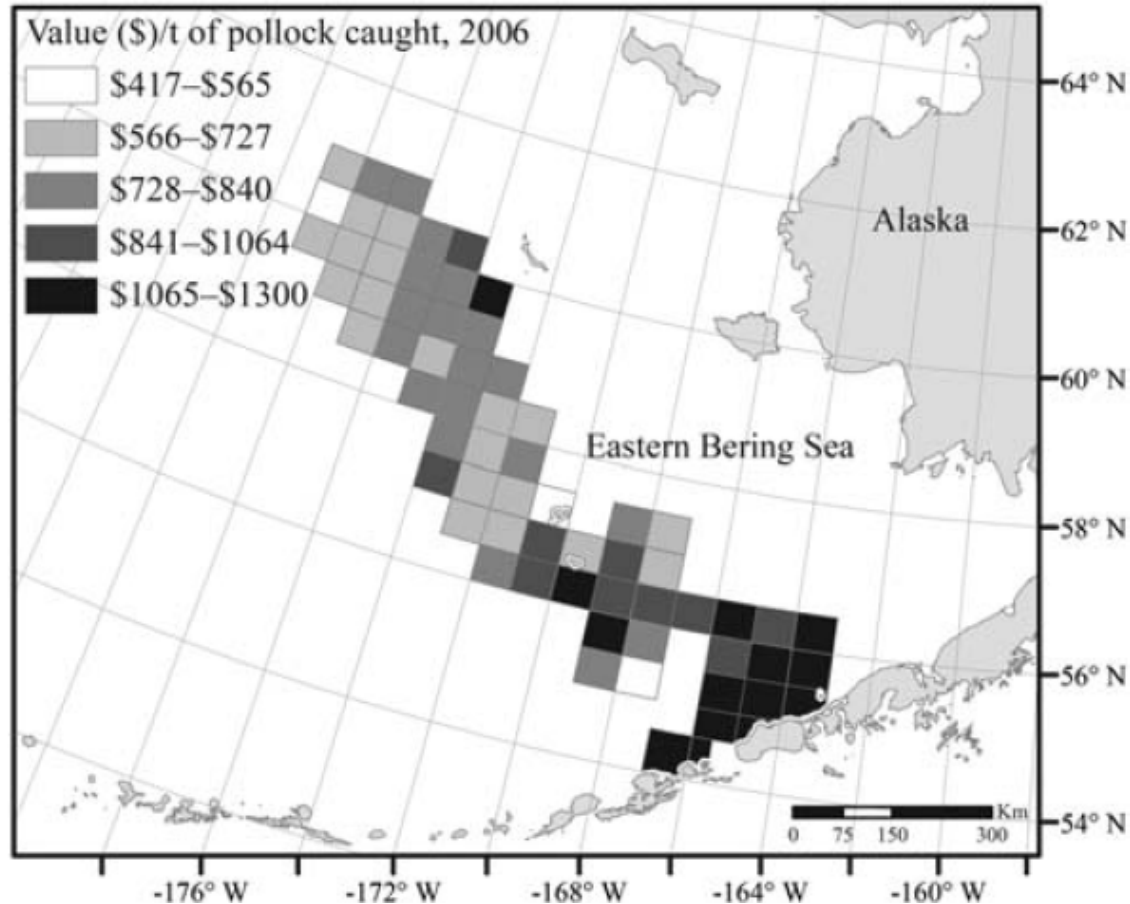 Value ($)/t of pollock caught, 2006
$417–$565
$566–$727
$728–$840
$841–$1064
$1065–$1300
Alaska
Eastern Bering Sea
64° N
62° N
60° N
58° N
56° N
54° N
Km
0 75 150 300
-176° W -172° W -168° W -164° W -160° W